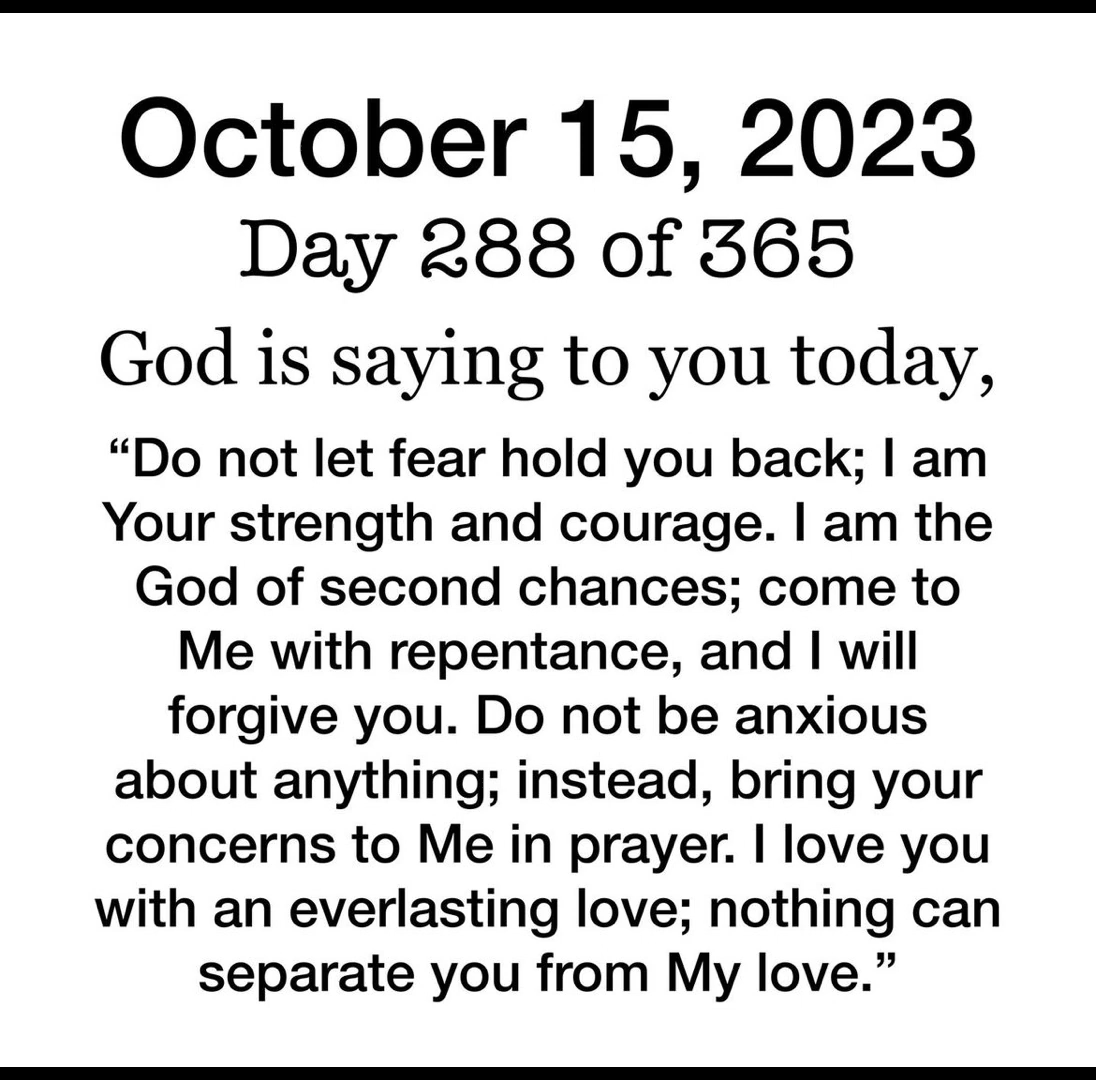 October 15, 2023
Day 288 of 365
God is saying to you today,
“Do not let fear hold you back; I am
Your strength and courage. I am the
God of second chances; come to
Me with repentance, and I will
forgive you. Do not be anxious
about anything; instead, bring your
concerns to Me in prayer. I love you
with an everlasting love; nothing can
separate you from My love.”